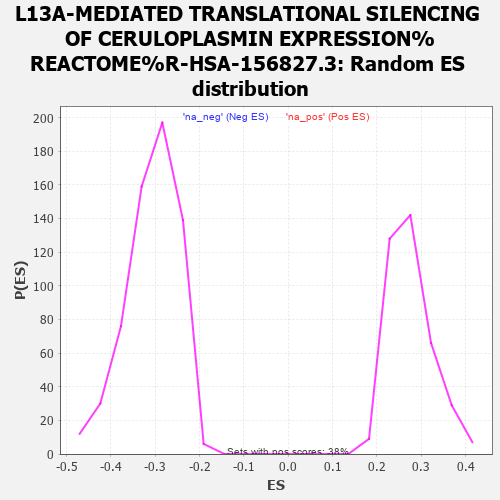 L13A-MEDIATED TRANSLATIONAL SILENCING
OF CERULOPLASMIN EXPRESSION%
REACTOME%R-HSA-156827.3: Random ES
distribution
'na_neg' (Neg ES) 'na_pos' (Pos ES)
200
180
160
140
120
100
80
60
40
20
0
P(ES)
Sets with pos scores: 38%
-0.5 -0.4 -0.3 -0.2 -0.1 0.0 0.1 0.2 0.3 0.4
ES